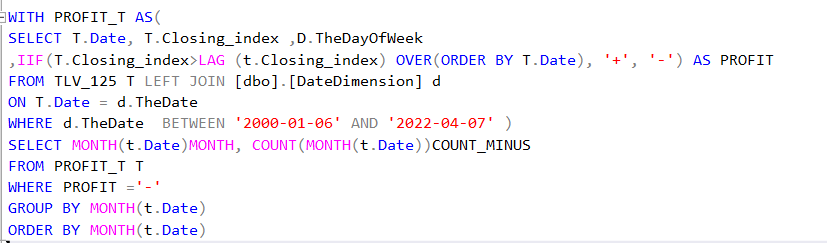 WITH PROFIT_T AS(
SELECT T.Date, T.Closing_index ,D.TheDayOfWeek
,IIF(T.Closing_index>LAG (t.Closing_index) OVER(ORDER BY T.Date), '+', '-') AS PROFIT
FROM TLV_125 T LEFT JOIN [dbo].[DateDimension] d
ON T.Date = d.TheDate
WHERE d.TheDate  BETWEEN '2000-01-06' AND '2022-04-07' )
SELECT MONTH(t.Date)MONTH, COUNT(MONTH(t.Date))COUNT_MINUS
FROM PROFIT_T T
WHERE PROFIT ='-'
GROUP BY MONTH(t.Date)
ORDER BY MONTH(t.Date)